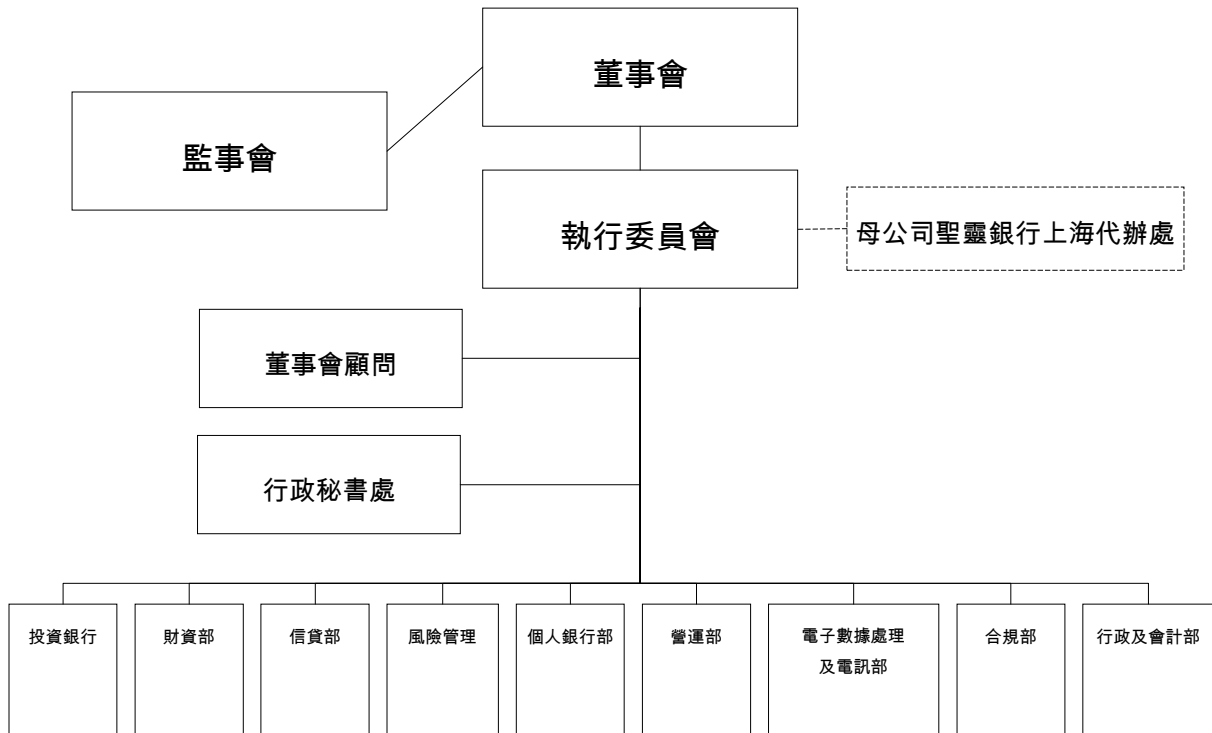 董事會
監事會
執行委員會
母公司聖靈銀行上海代辦處
董事會顧問
行政秘書處
投資銀行
財資部
信貸部
風險管理
個人銀行部
營運部
電子數據處理
及電訊部
合規部
行政及會計部